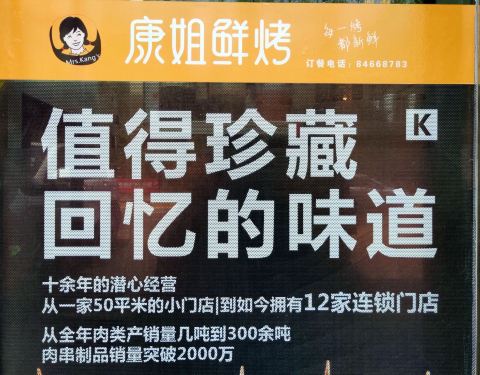 Mrs.Kang's
康姐鲜烤
每一烤
都新鲜
订餐电话：84668783
值得珍藏
K
回忆的味道
十余年的潜心经营
从一家50平米的小门店|到如今拥有12家连锁门店
从全年肉类产销量几吨到300余吨
肉串制品销量突破2000万